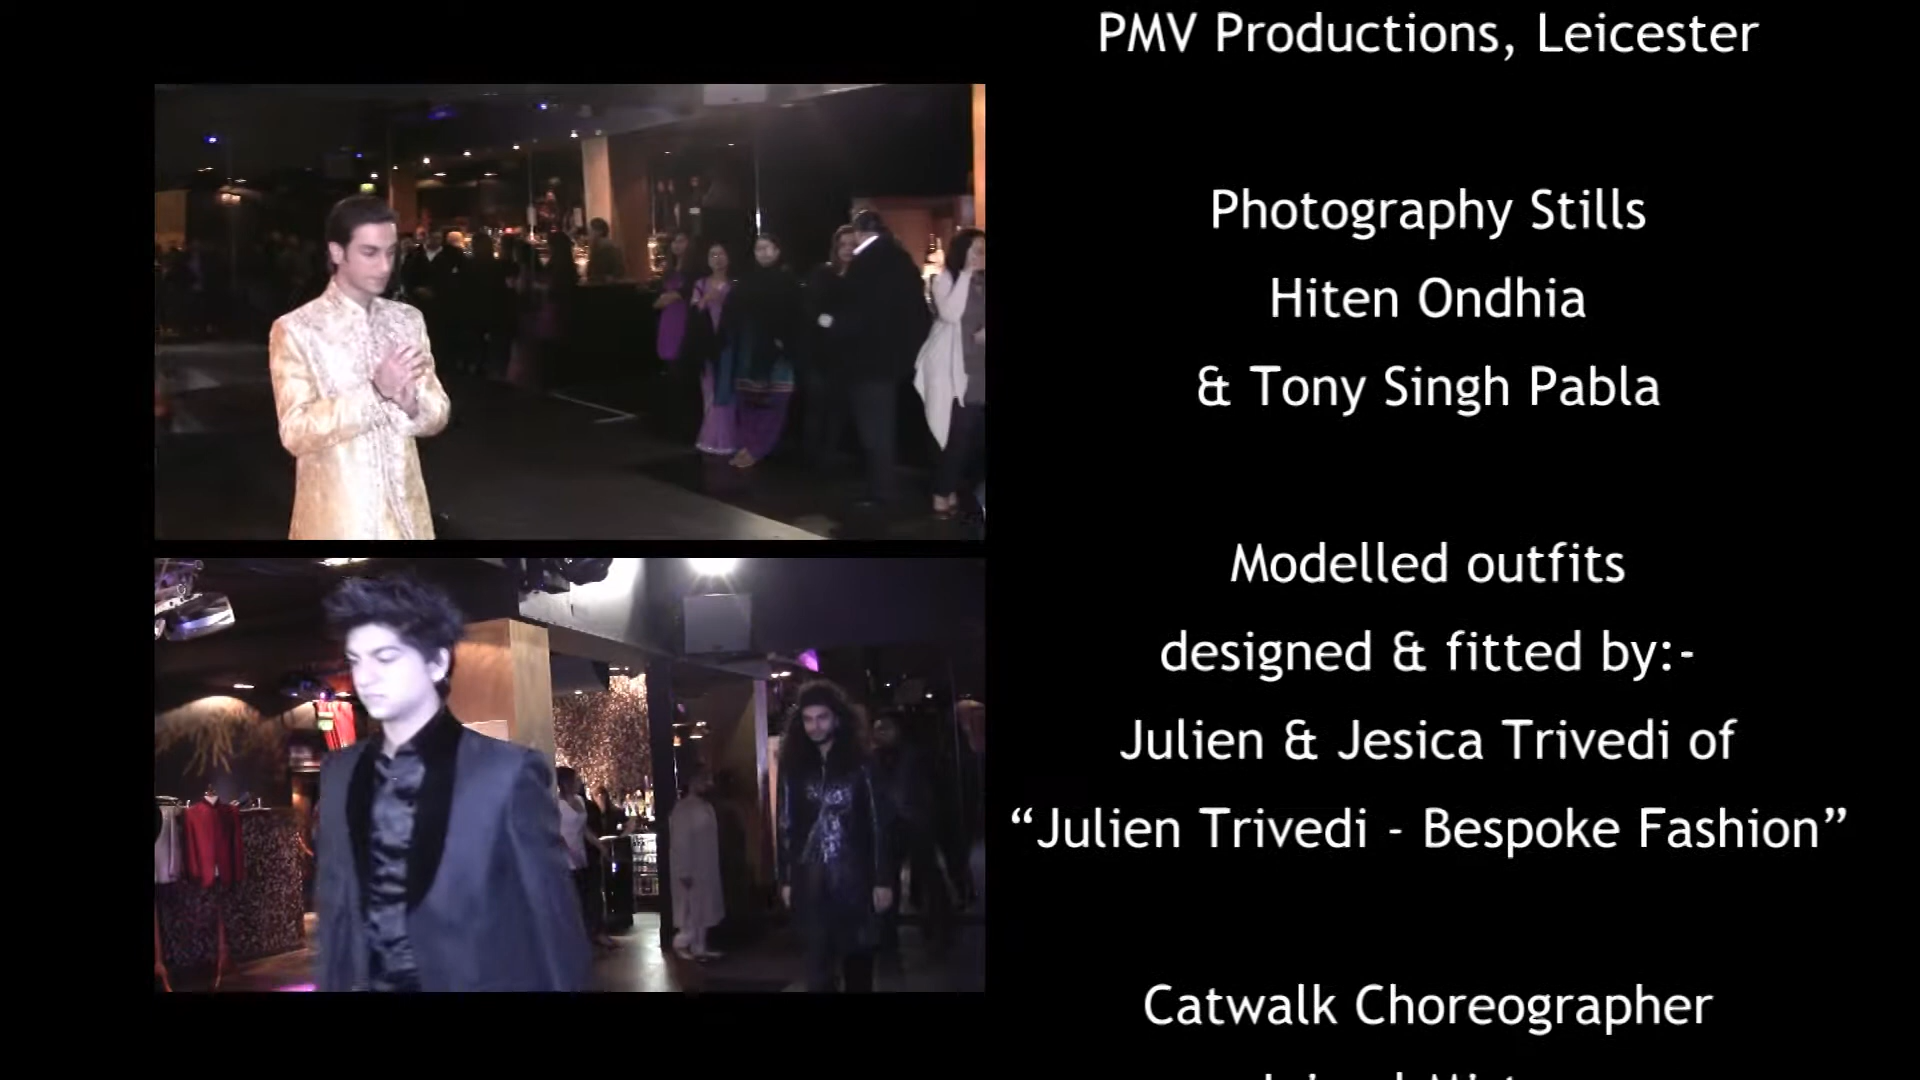 PMV Productions, Leicester
Photography Stills
Hiten Ondhia
& Tony Singh Pabla
Modelled outfits
designed & fitted by:-
Julien & Jesica Trivedi of
“Julien Trivedi - Bespoke Fashion”
Catwalk Choreographer